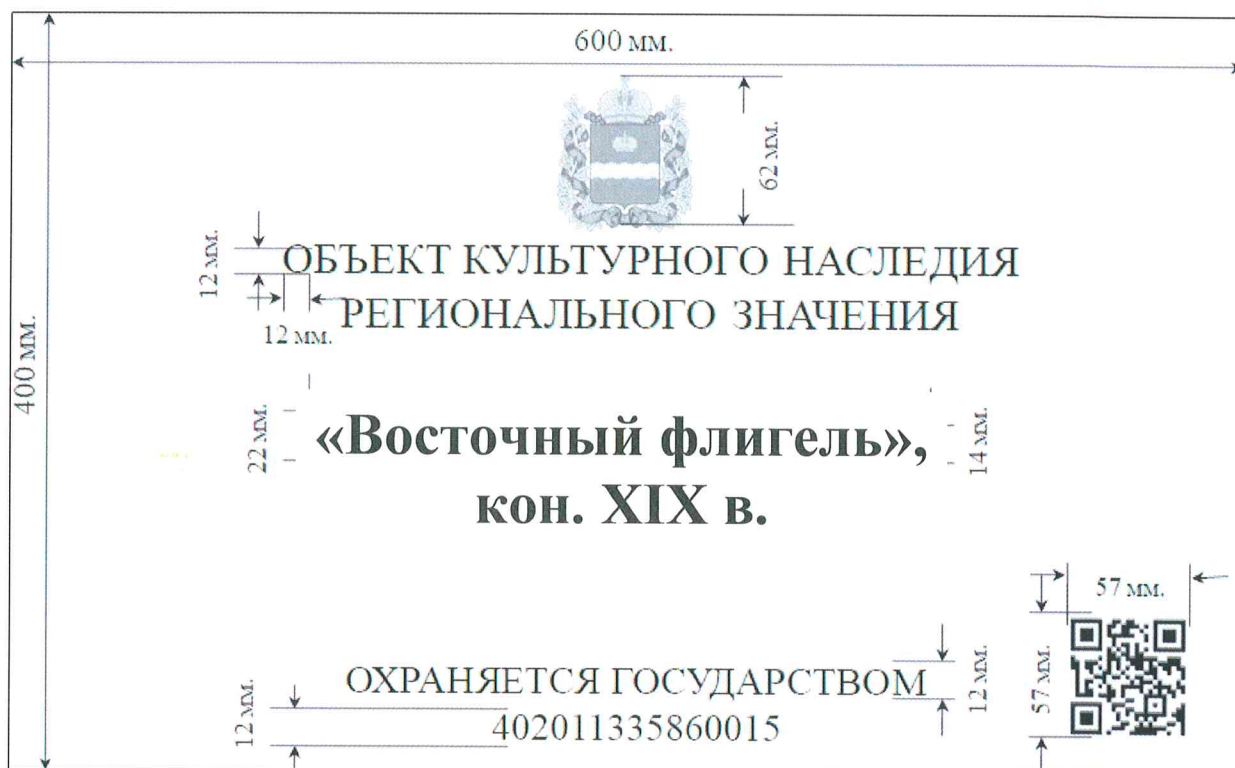 600 мм.
62 мм.
12 мм.
ОБЪЕКТ КУЛЬТУРНОГО НАСЛЕДИЯ
РЕГИОНАЛЬНОГО ЗНАЧЕНИЯ
12 мм.
400 мм.
22 мм.
«Восточный флигель»,
кон. XIX в.
14 мм.
57 мм.
57 мм.
ОХРАНЯЕТСЯ ГОСУДАРСТВОМ
12 мм.
12 мм.
402011335860015